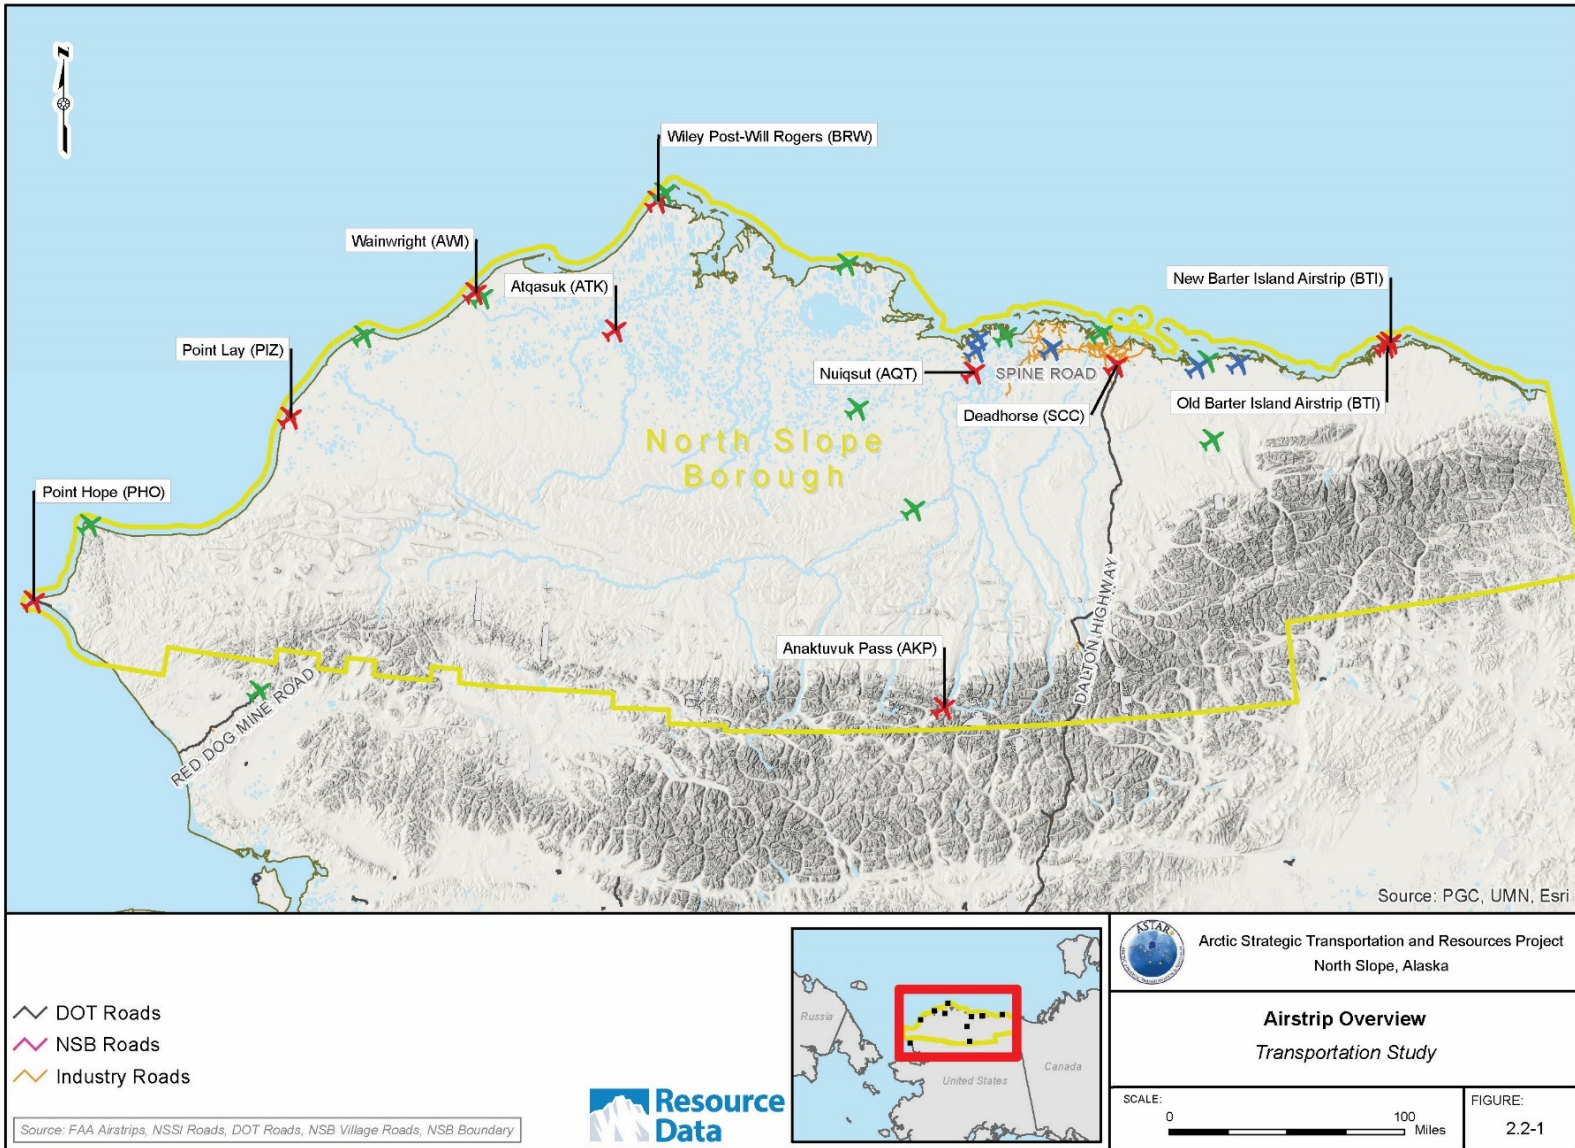 N
Wiley Post-Will Rogers (BRW)
Wainwright (AWI)
Atqasuk (ATK)
New Barter Island Airstrip (BTI)
Point Lay (PIZ)
Nuiqsut (AQT)
SPINE ROAD
Deadhorse (SCC)
Old Barter Island Airstrip (BTI)
North Slope
Borough
Point Hope (PHO)
DALTON HIGHWAY
Anaktuvuk Pass (AKP)
RED DOG MINE ROAD
Source: PGC, UMN, Esri
DOT Roads
NSB Roads
Industry Roads
Source: FAA Airstrips, NSSI Roads, DOT Roads, NSB Village Roads, NSB Boundary
Resource
Data
Russia
Canada
United States
ASTAR
Arctic Strategic Transportation and Resources Project
North Slope, Alaska
Airstrip Overview
Transportation Study
SCALE:
0 100
Miles
FIGURE:
2.2-1